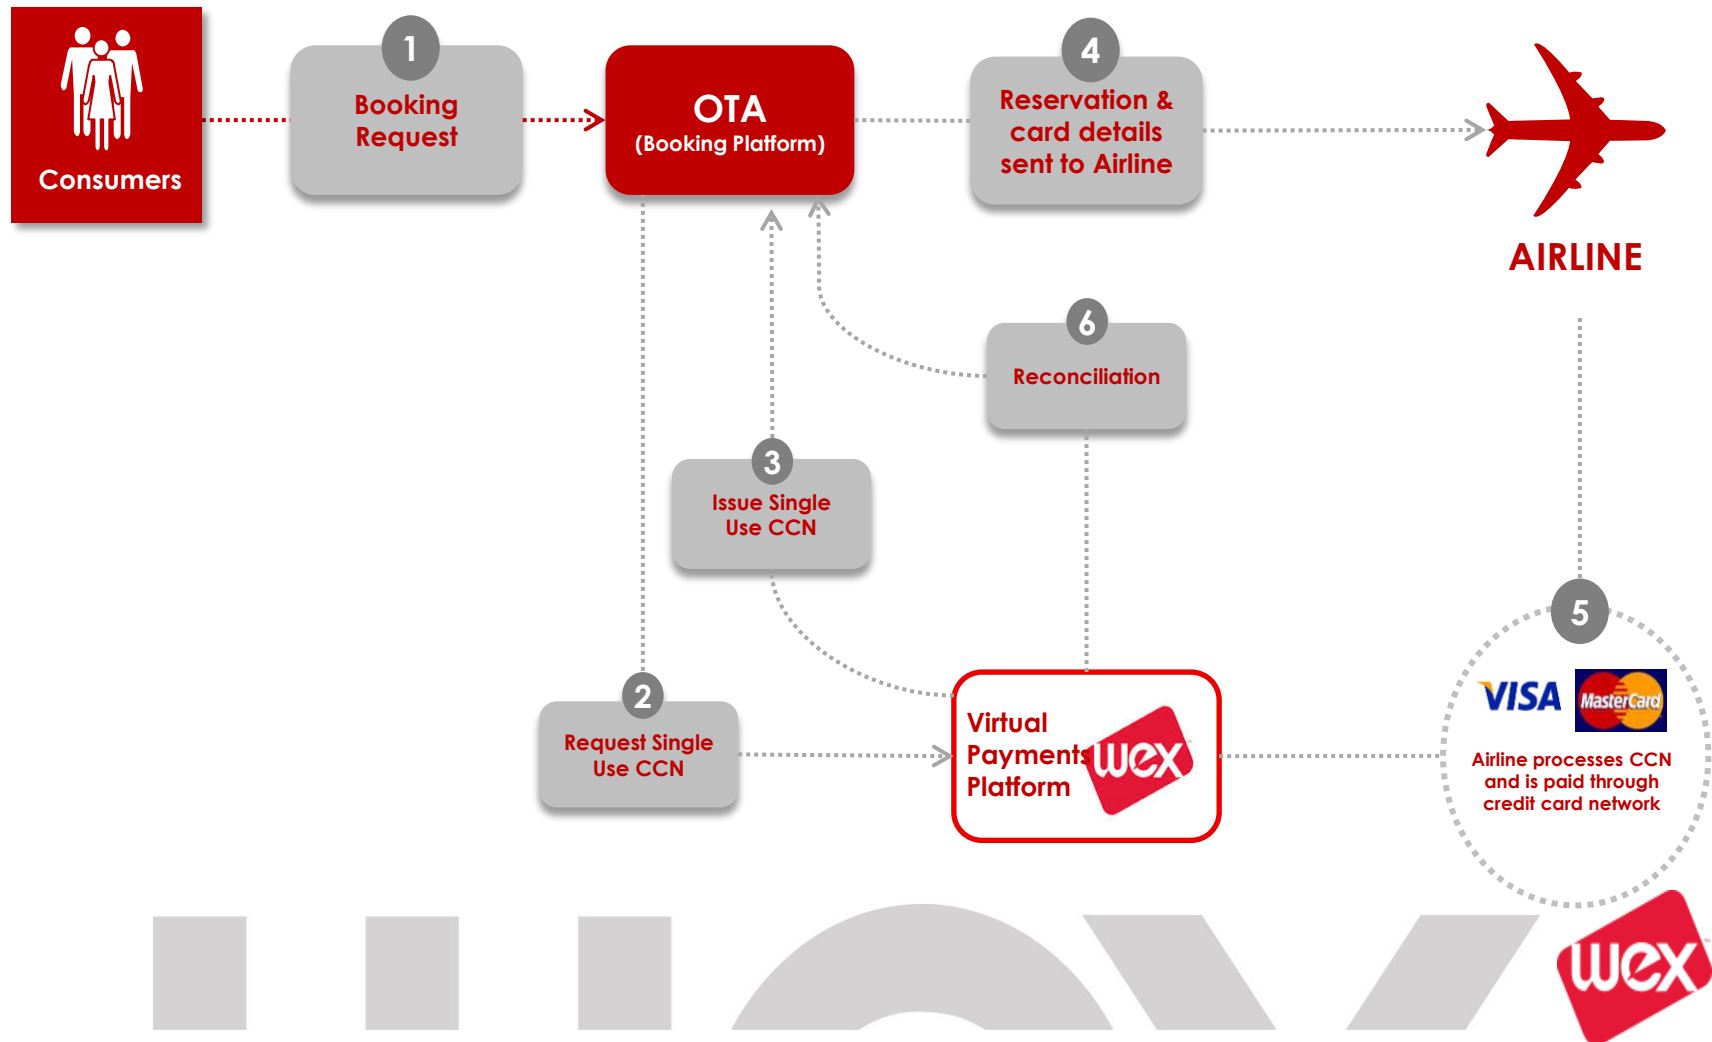 Consumers
1
Booking
Request
OTA
(Booking Platform)
4
Reservation &
card details
sent to Airline
AIRLINE
6
Reconciliation
3
Issue Single
Use CCN
2
Request Single
Use CCN
Virtual
Payments
Platform
wex
5
VISA
MasterCard
Airline processes CCN
and is paid through
credit card network
wex